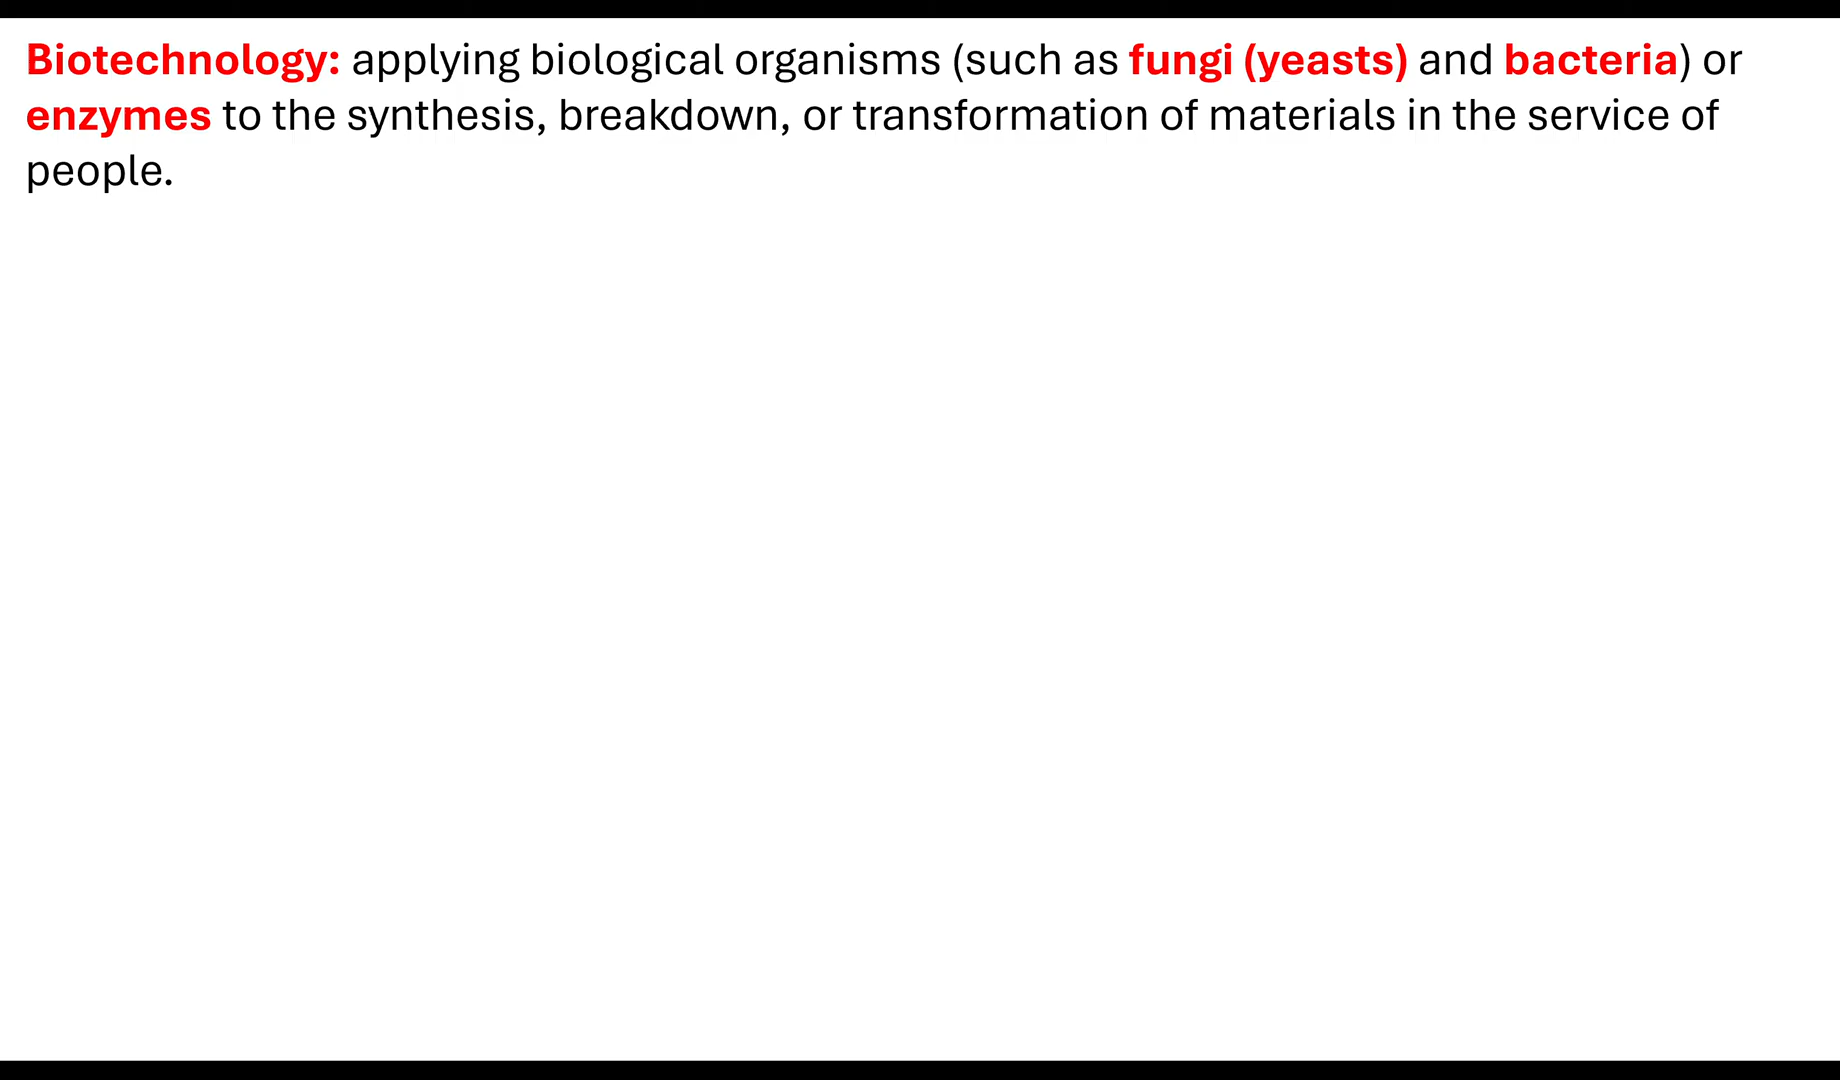 Biotechnology: applying biological organisms (such as fungi (yeasts) and bacteria) or
enzymes to the synthesis, breakdown, or transformation of materials in the service of
people.